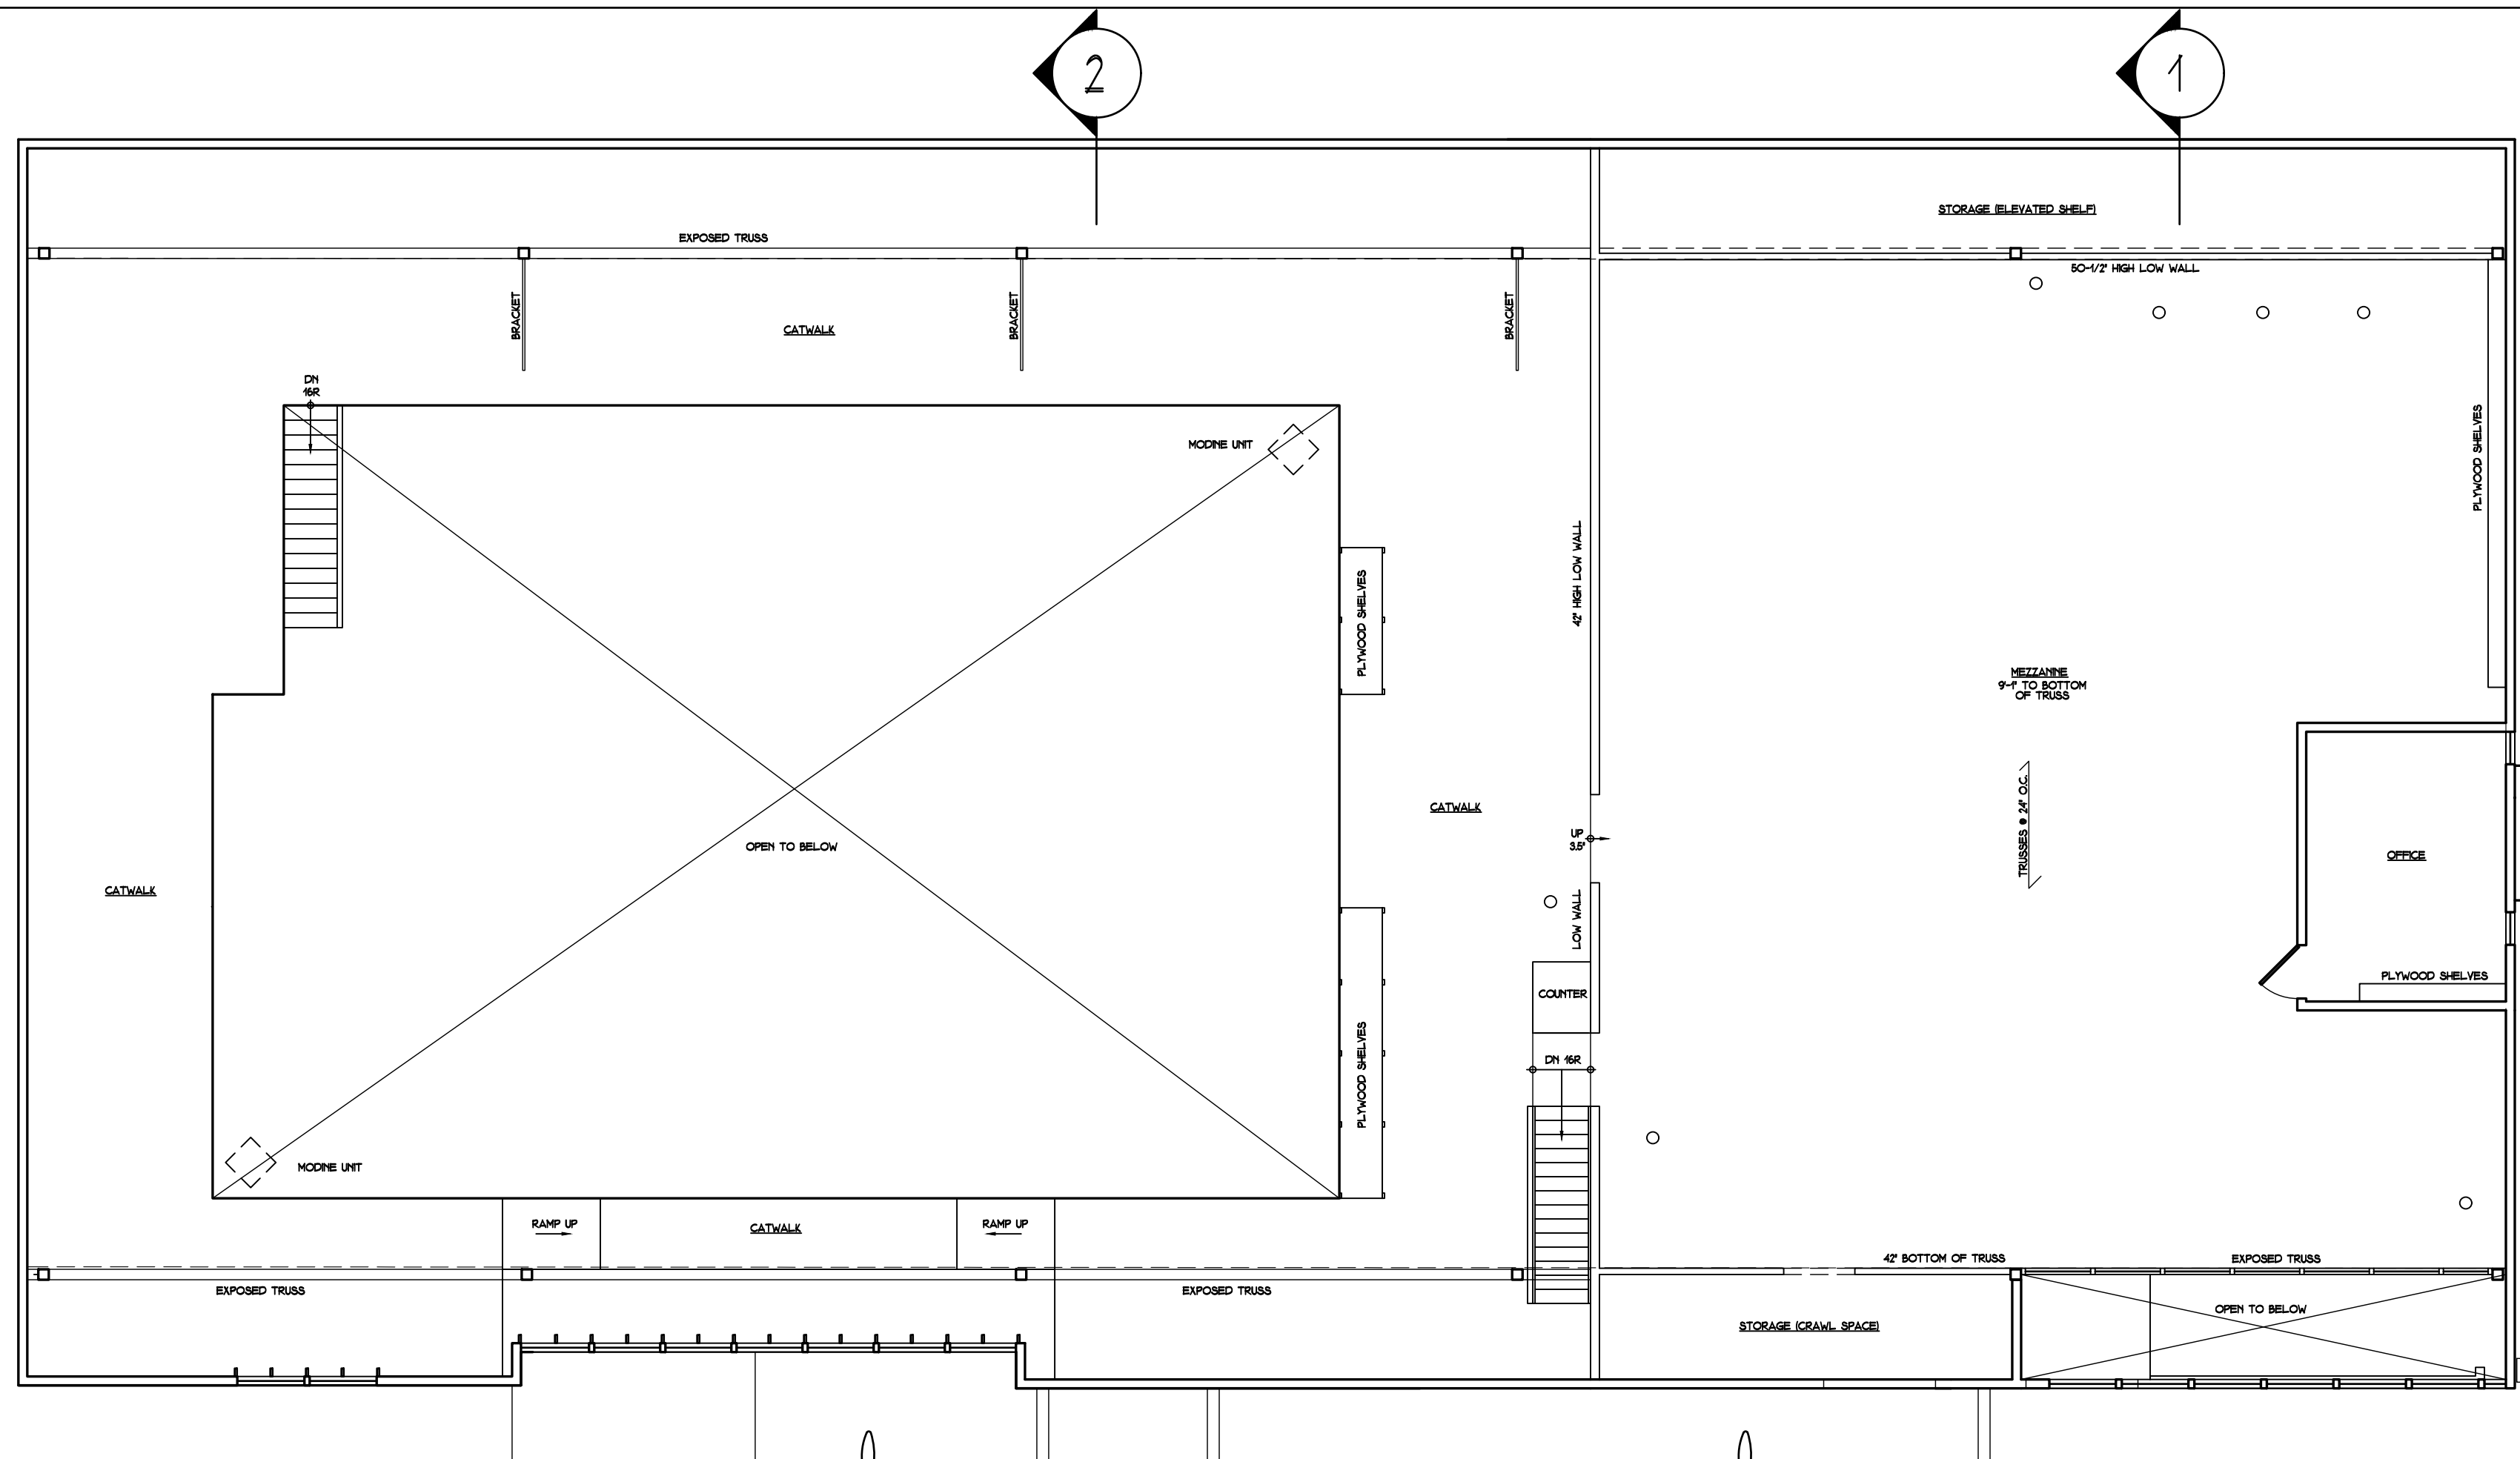 2
1
STORAGE (ELEVATED SHELF)
EXPOSED TRUSS
50-1/2" HIGH LOW WALL
BRACKET
BRACKET
BRACKET
CATWALK
DN
16R
MODINE UNIT
PLYWOOD SHELVES
PLYWOOD SHELVES
42" HIGH LOW WALL
MEZZANINE
9'-1" TO BOTTOM
OF TRUSS
TRUSSES @ 24" O.C.
CATWALK
UP
3.5"
OPEN TO BELOW
OFFICE
CATWALK
LOW WALL
PLYWOOD SHELVES
COUNTER
PLYWOOD SHELVES
DN 16R
MODINE UNIT
RAMP UP
CATWALK
RAMP UP
42" BOTTOM OF TRUSS
EXPOSED TRUSS
EXPOSED TRUSS
EXPOSED TRUSS
OPEN TO BELOW
STORAGE (CRAWL SPACE)